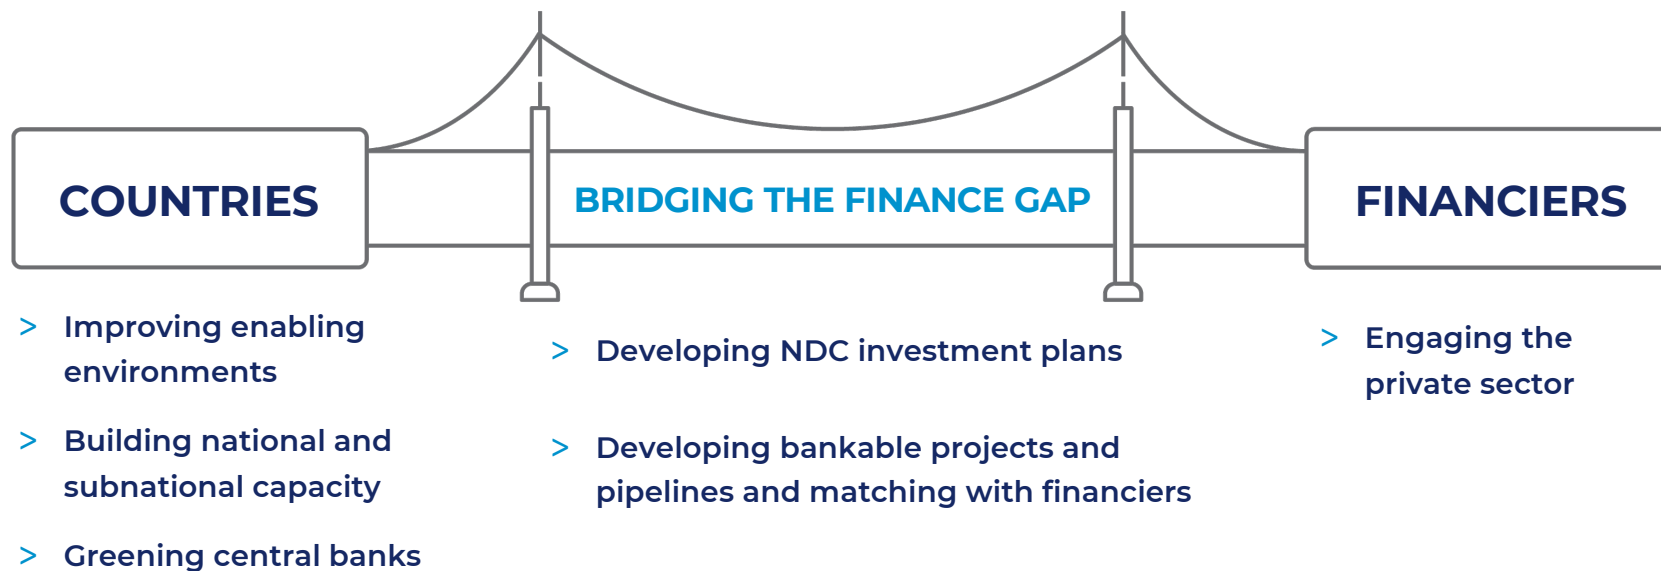 COUNTRIES
BRIDGING THE FINANCE GAP
FINANCIERS
> Improving enabling
environments
> Building national and
subnational capacity
> Greening central banks
> Developing NDC investment plans
> Developing bankable projects and
pipelines and matching with financiers
> Engaging the
private sector